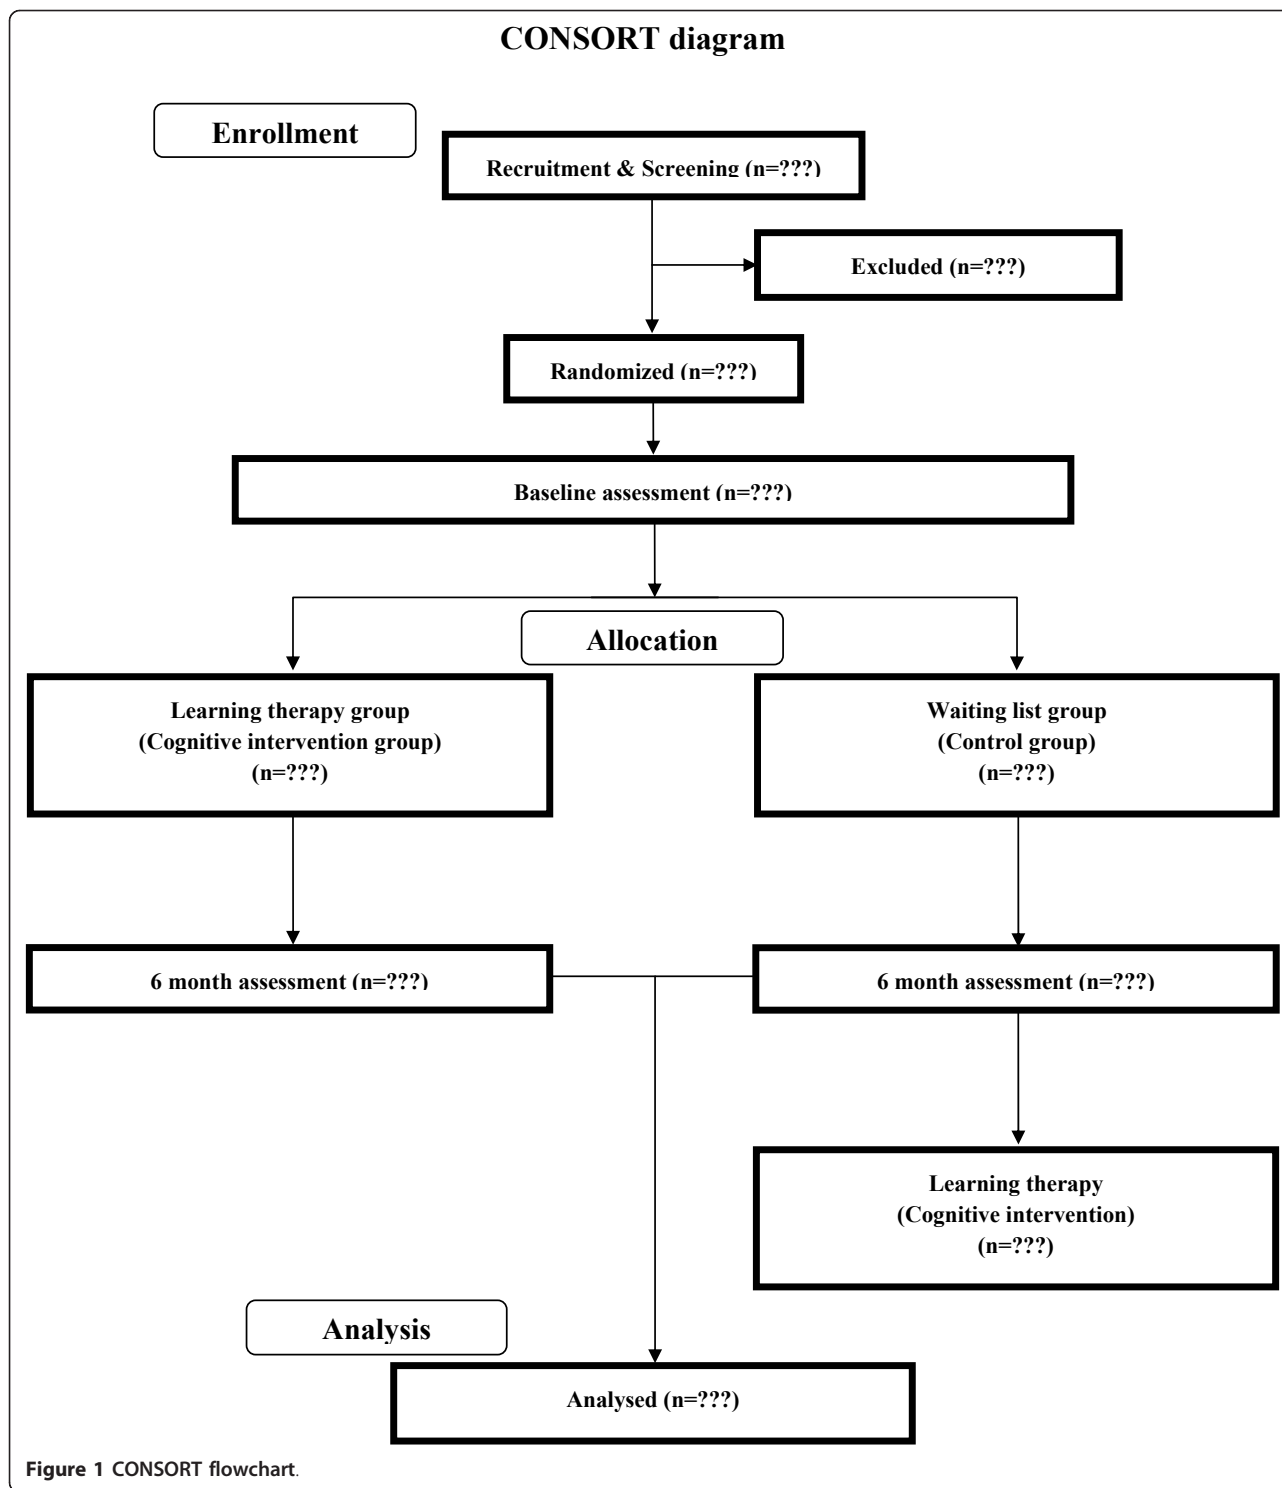 CONSORT diagram
Enrollment
Recruitment & Screening (n=???)
Excluded (n=???)
Randomized (n=???)
Baseline assessment (n=???)
Allocation
Learning therapy group
(Cognitive intervention group)
(n=???)
Waiting list group
(Control group)
(n=???)
6 month assessment (n=???)
6 month assessment (n=???)
Learning therapy
(Cognitive intervention)
(n=???)
Analysis
Analysed (n=???)
Figure 1 CONSORT flowchart.